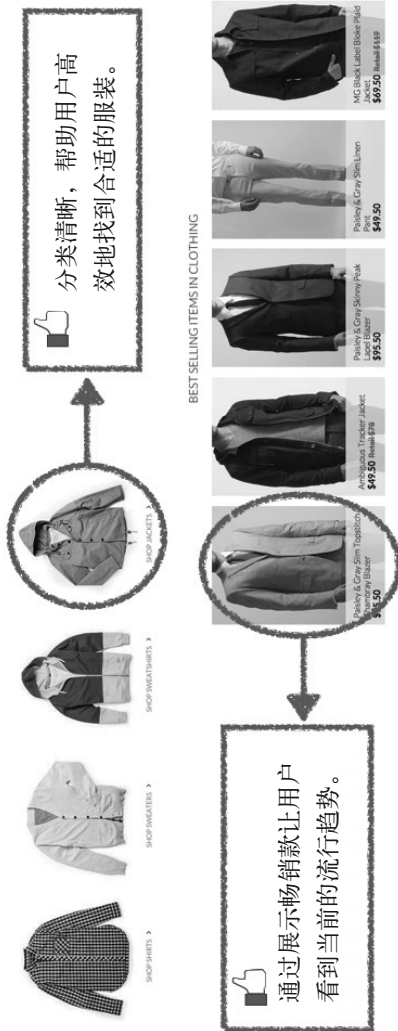 分类清晰，帮助用户高
效地找到合适的服装。
SHOP SHIRTS >
SHOP SWEATERS >
SHOP SWEATSHIRTS >
SHOP JACKETS >
BEST SELLING ITEMS IN CLOTHING
通过展示畅销款让用户
看到当前的流行趋势。
Paisley & Gray Slim Topstitch
Chambray Blazer
Ambiguous Tracker Jacket
$49.50 Retail $78
Paisley & Gray Skinny Peak
Lapel Blazer
$95.50
Paisley & Gray Slim Linen
Pant
$49.50
MG Black Label Bloke Plaid
Jacket
$69.50 Retail $119